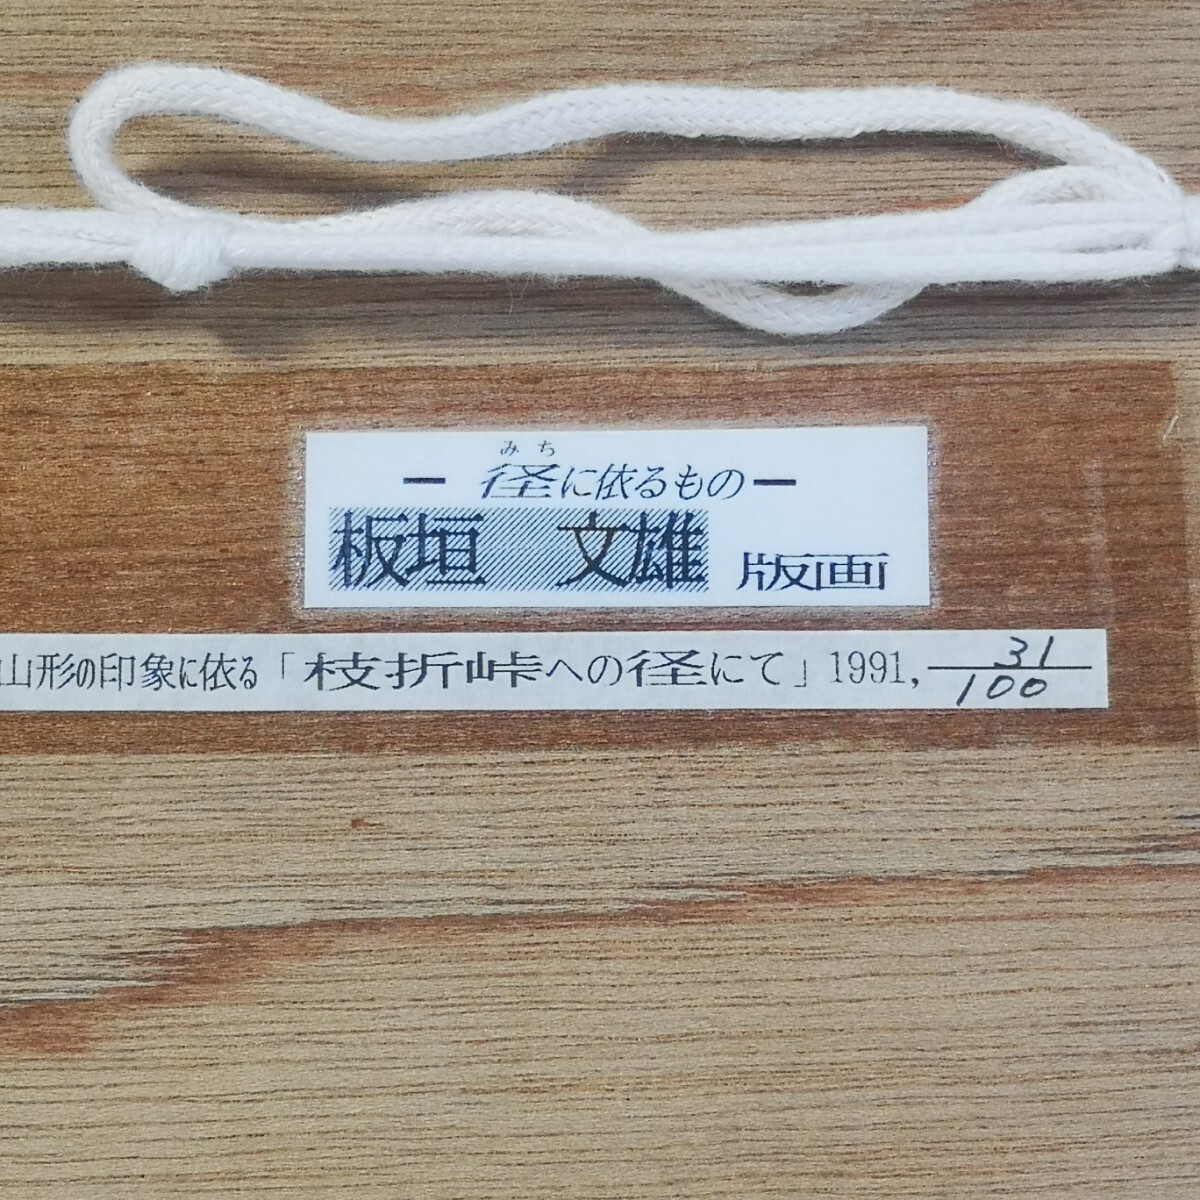 みち
ー径に依るものー
板垣 文雄 版画
山形の印象に依る「枝折峠への径にて」1991, 31/100